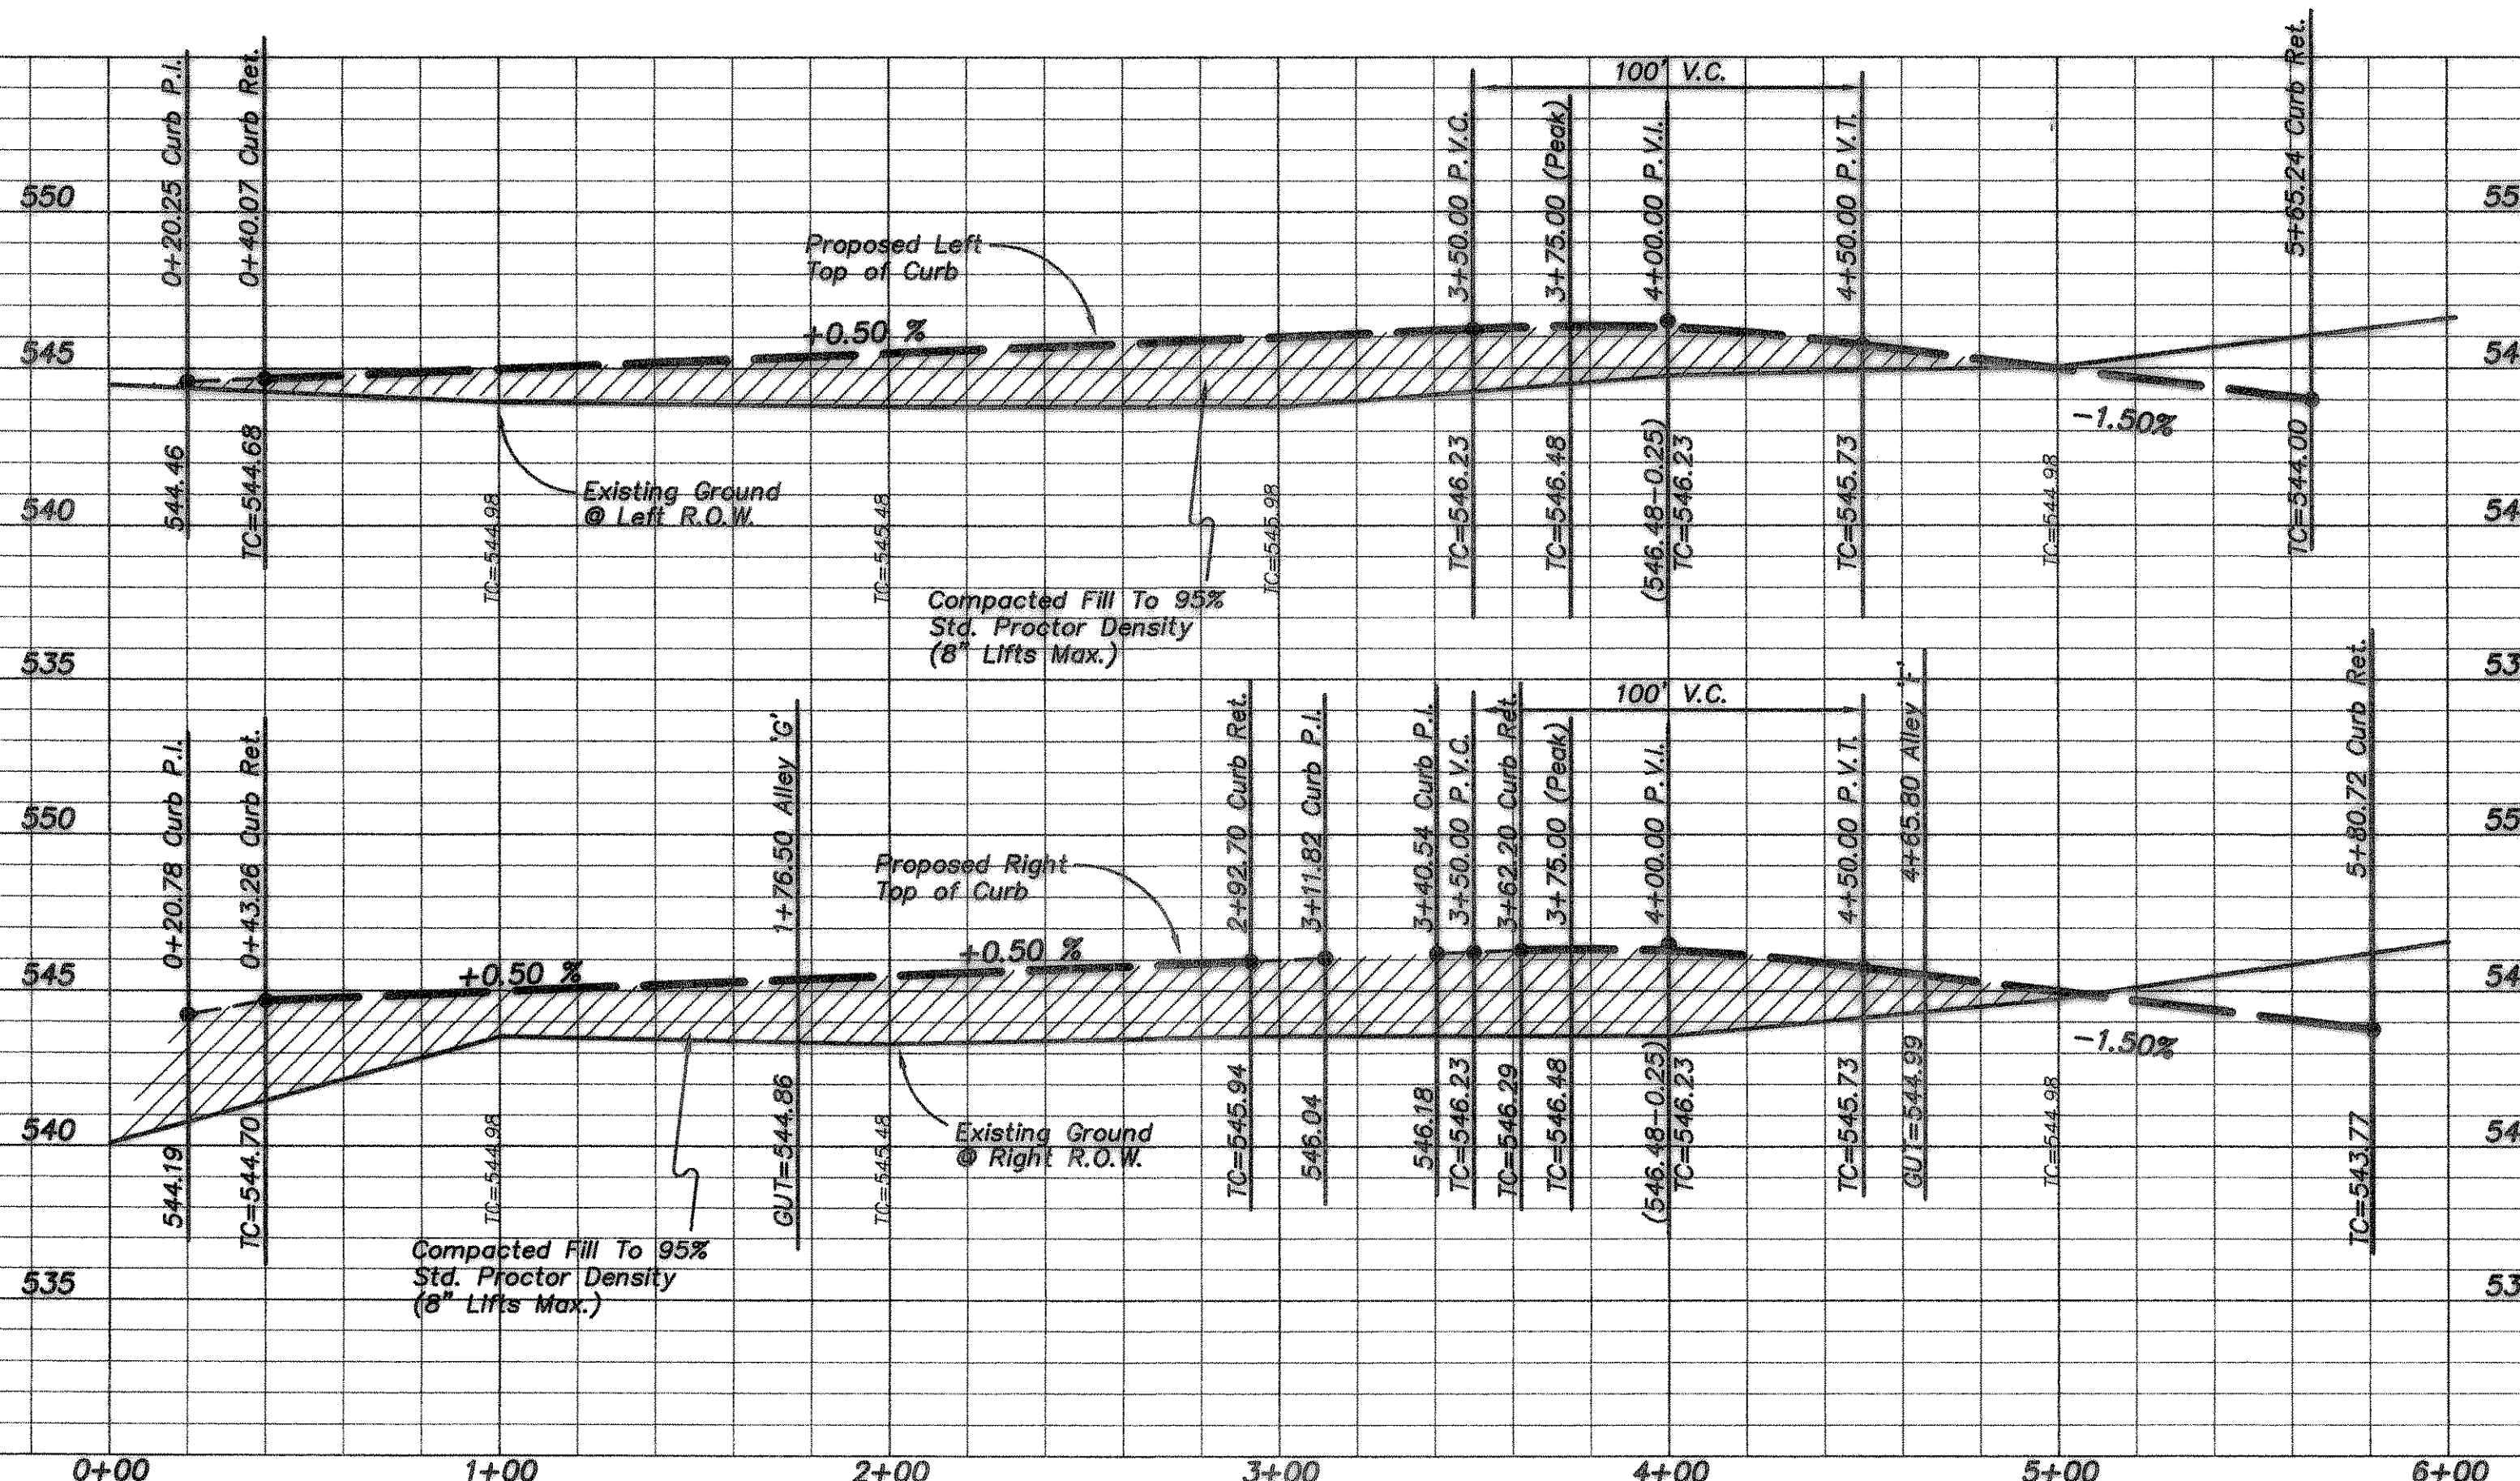 0+20.25 Curb P.I.
0+40.07 Curb Ret.
100' V.C.
3+50.00 P.V.C.
3+75.00 (Peak)
4+00.00 P.V.I.
4+50.00 P.V.T.
5+65.24 Curb Ret.
550
55
Proposed Left
Top of Curb
+0.50 %
545
54
-1.50%
544.46
TC=544.68
TC=544.98
Existing Ground
@ Left R.O.W.
TC=545.48
TC=545.98
TC=546.23
TC=546.48
(546.48-0.25)
TC=546.23
TC=545.73
TC=544.98
TC=544.00
540
54
Compacted Fill To 95%
Std. Proctor Density
(8" Lifts Max.)
535
53
0+20.78 Curb P.I.
0+43.26 Curb Ret.
1+76.50 Alley 'G'
2+92.70 Curb Ret.
3+11.82 Curb P.I.
3+40.54 Curb P.I.
3+50.00 P.V.C.
3+62.20 Curb Ret.
3+75.00 (Peak)
100' V.C.
4+00.00 P.V.I.
4+50.00 P.V.T.
4+65.80 Alley 'F'
5+80.72 Curb Ret.
550
55
Proposed Right
Top of Curb
+0.50 %
+0.50 %
545
54
-1.50%
544.19
TC=544.70
TC=544.98
GUT=544.86
TC=545.48
Existing Ground
@ Right R.O.W.
TC=545.94
546.04
546.18
TC=546.23
TC=546.29
TC=546.48
(546.48-0.25)
TC=546.23
TC=545.73
GUT=544.99
TC=544.98
TC=543.77
540
54
Compacted Fill To 95%
Std. Proctor Density
(8" Lifts Max.)
535
53
0+00
1+00
2+00
3+00
4+00
5+00
6+00